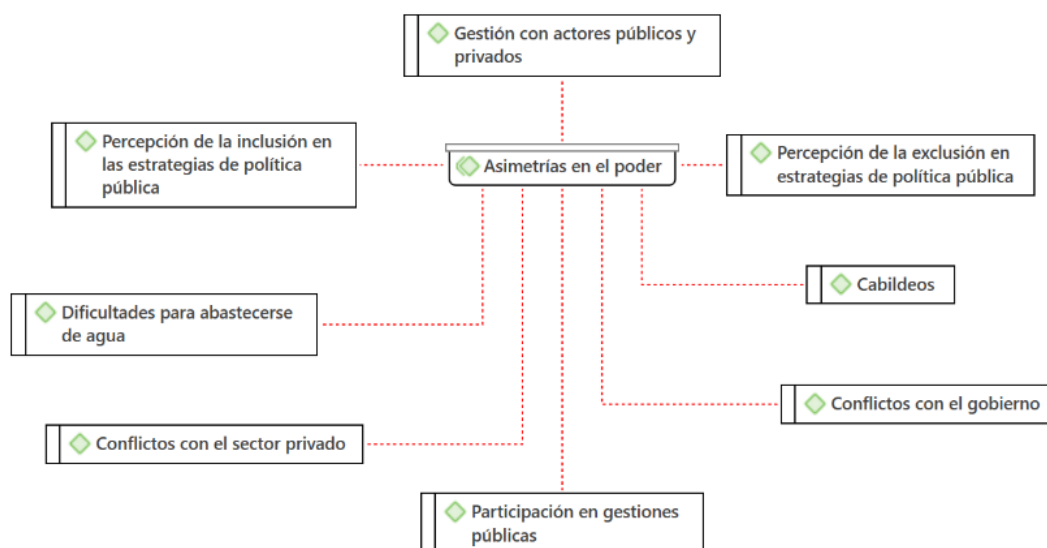 Gestión con actores públicos y
privados
Percepción de la inclusión en
las estrategias de política
pública
Asimetrías en el poder
Percepción de la exclusión en
estrategias de política pública
Cabildeos
Dificultades para abastecerse
de agua
Conflictos con el gobierno
Conflictos con el sector privado
Participación en gestiones
públicas